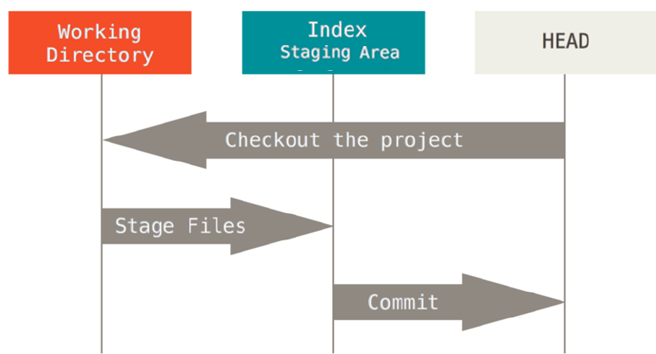 Working
Directory
Index
Staging Area
HEAD
Checkout the project
Stage Files
Commit